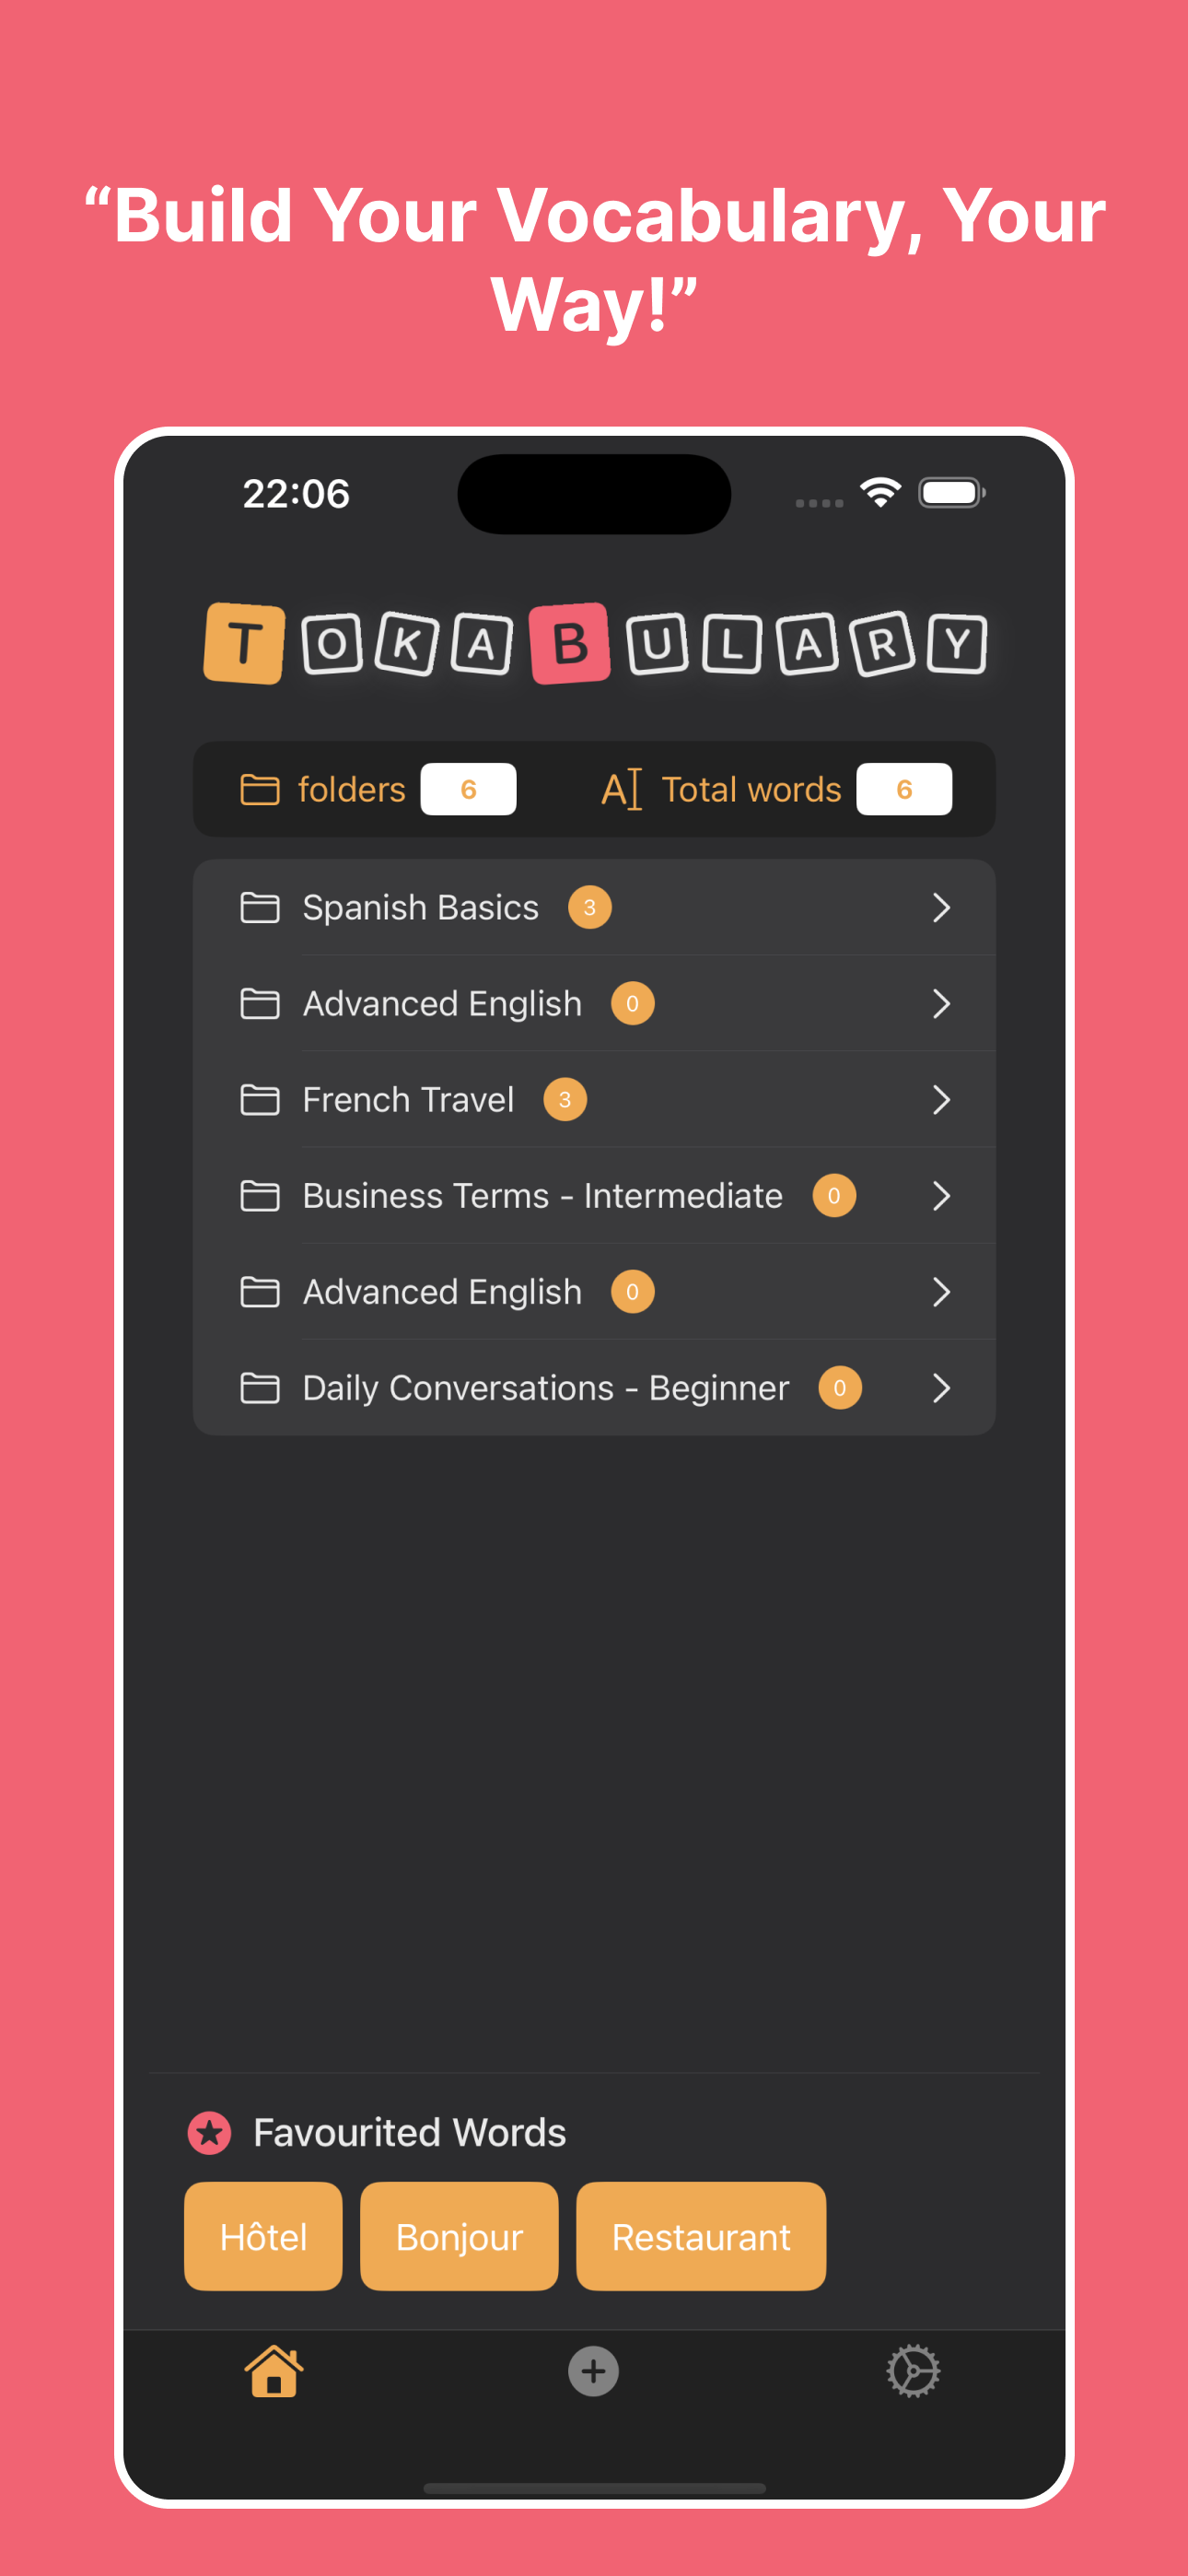 “Build Your Vocabulary, Your
Way!”
22:06
TOKABULARY
folders 6 Total words 6
Spanish Basics 3
Advanced English 0
French Travel 3
Business Terms - Intermediate 0
Advanced English 0
Daily Conversations - Beginner 0
Favourited Words
Hôtel Bonjour Restaurant